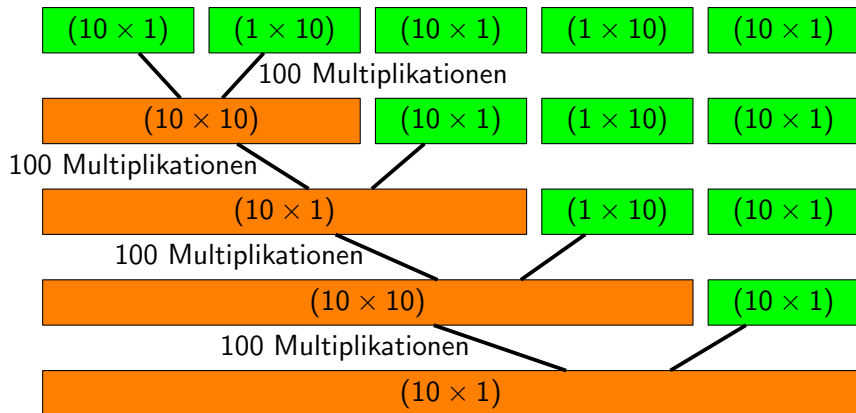 (10 × 1) (1 × 10) (10 × 1) (1 × 10) (10 × 1)
100 Multiplikationen
(10 × 10) (10 × 1) (1 × 10) (10 × 1)
100 Multiplikationen
(10 × 1) (1 × 10) (10 × 1)
100 Multiplikationen
(10 × 10) (10 × 1)
100 Multiplikationen
(10 × 1)